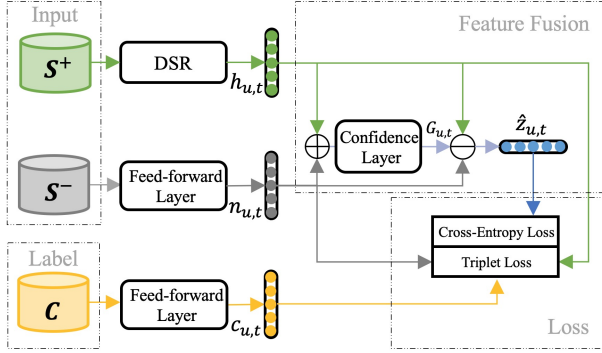 Input
Feature Fusion
S⁺
DSR
h_{u,t}
Confidence
Layer
G_{u,t}
ẑ_{u,t}
S⁻
Feed-forward
Layer
n_{u,t}
Cross-Entropy Loss
Triplet Loss
Label
C
Feed-forward
Layer
c_{u,t}
Loss